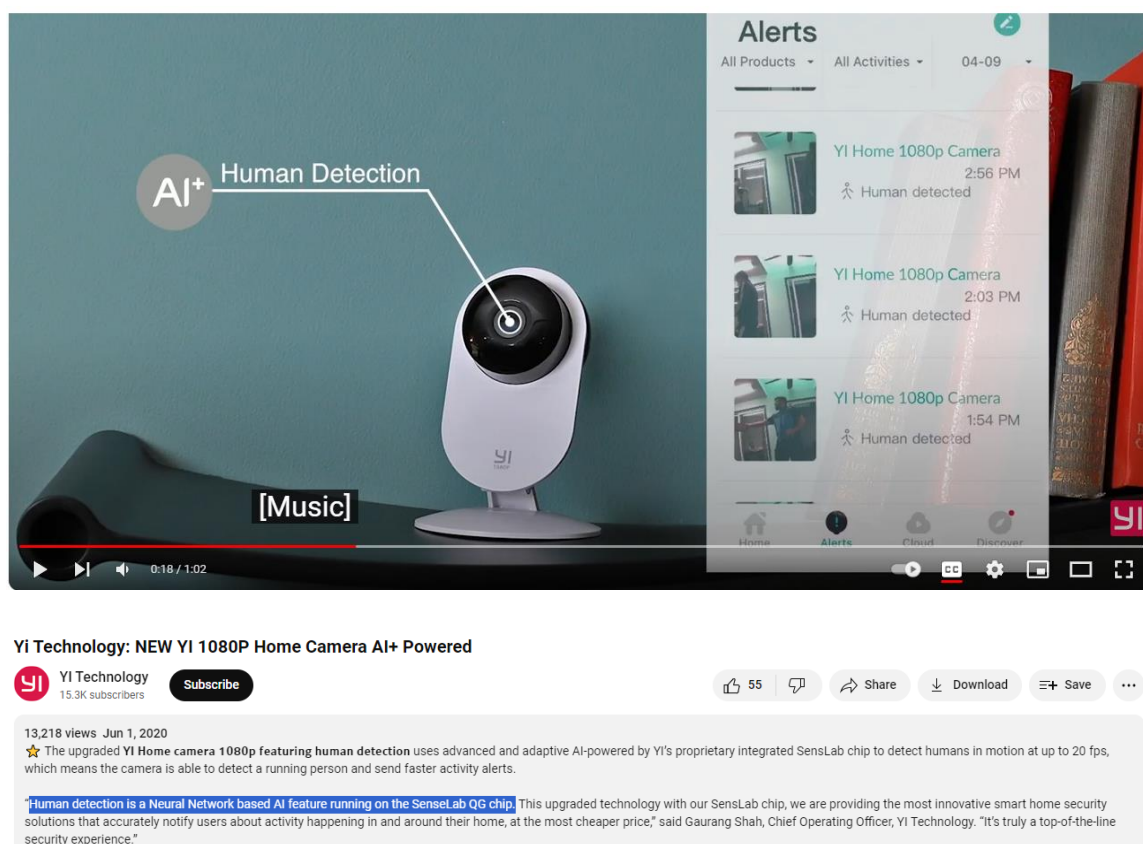 Alerts
All Products All Activities 04-09
AI+ Human Detection
YI Home 1080p Camera
2:56 PM
Human detected
YI Home 1080p Camera
2:03 PM
Human detected
YI Home 1080p Camera
1:54 PM
Human detected
YI
[Music]
Home Alerts Cloud Discover
YI
0:18 / 1:02
CC
Yi Technology: NEW YI 1080P Home Camera AI+ Powered
YI
YI Technology
15.3K subscribers
Subscribe
55 Share Download Save
13,218 views Jun 1, 2020
⭐ The upgraded YI Home camera 1080p featuring human detection uses advanced and adaptive AI-powered by YI's proprietary integrated SensLab chip to detect humans in motion at up to 20 fps,
which means the camera is able to detect a running person and send faster activity alerts.
“Human detection is a Neural Network based AI feature running on the SenseLab QG chip. This upgraded technology with our SensLab chip, we are providing the most innovative smart home security
solutions that accurately notify users about activity happening in and around their home, at the most cheaper price,” said Gaurang Shah, Chief Operating Officer, YI Technology. “It's truly a top-of-the-line
security experience.”